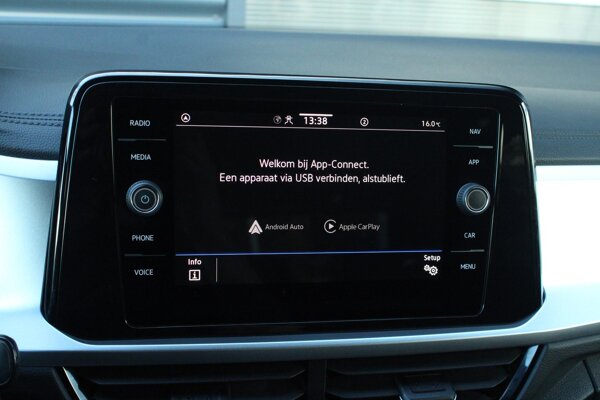 RADIO
MEDIA
PHONE
VOICE
13:38
2
16.0°C
Welkom bij App-Connect.
Een apparaat via USB verbinden, alstublieft.
Android Auto
Apple CarPlay
Info
Setup
NAV
APP
CAR
MENU